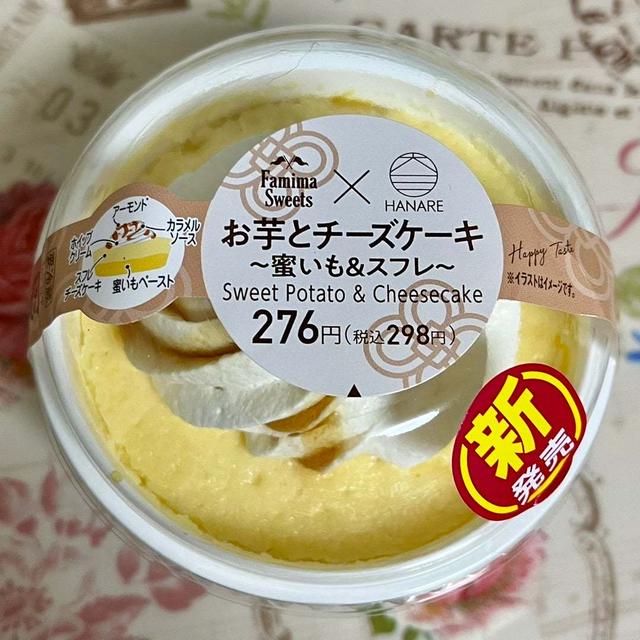 CARTE PO
03
Famima
Sweets
×
HANARE
お芋とチーズケーキ
~蜜いも&スフレ~
Sweet Potato & Cheesecake
276円(税込298円)
アーモンド
カラメル
ソース
ホイップ
クリーム
スフレ
チーズケーキ
蜜いもペースト
Happy Taste
※イラストはイメージです。
新
発売